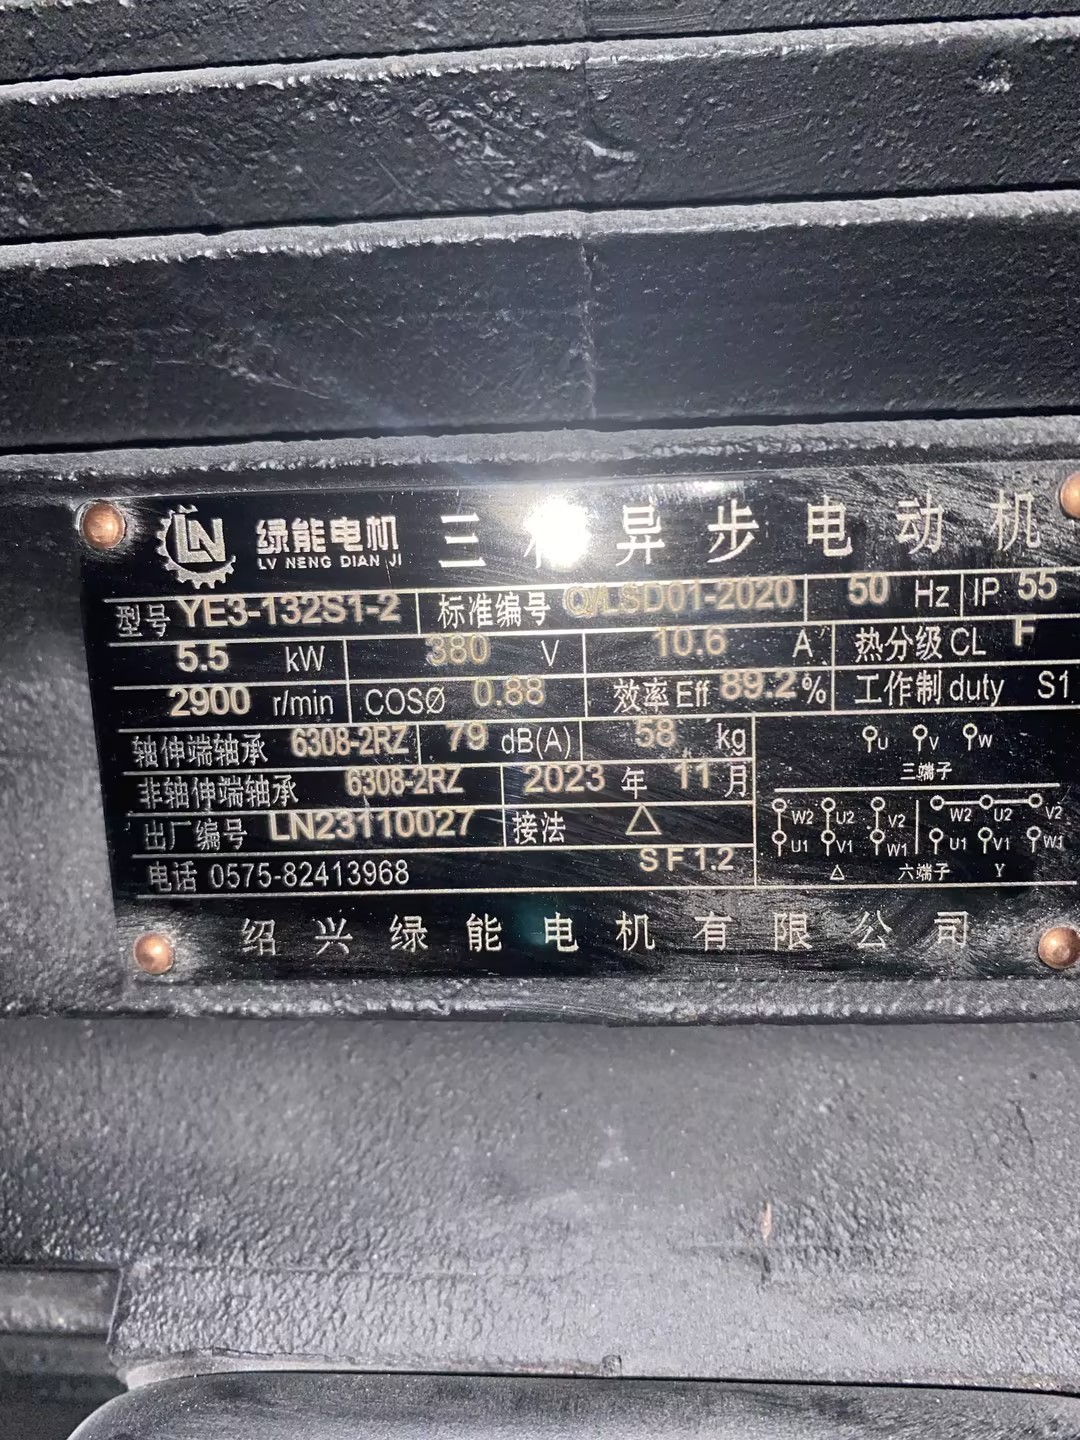 LN 绿能电机 三 异步电动机
LV NENG DIAN JI
型号 YE3-132S1-2 标准编号 Q/LSD01-2020 50 Hz IP 55
5.5 kW 380 V 10.6 A 热分级 CL F
2900 r/min COSØ 0.88 效率 Eff 89.2% 工作制 duty S1
轴伸端轴承 6308-2RZ 79 dB(A) 58 kg
非轴伸端轴承 6308-2RZ 2023 年 11 月
出厂编号 LN23110027 接法 △
电话 0575-82413968 SF1.2
U V W
三端子
W2 U2 V2 W2 U2 V2
U1 V1 W1 U1 V1 W1
△ 六端子 Y
绍兴绿能电机有限公司